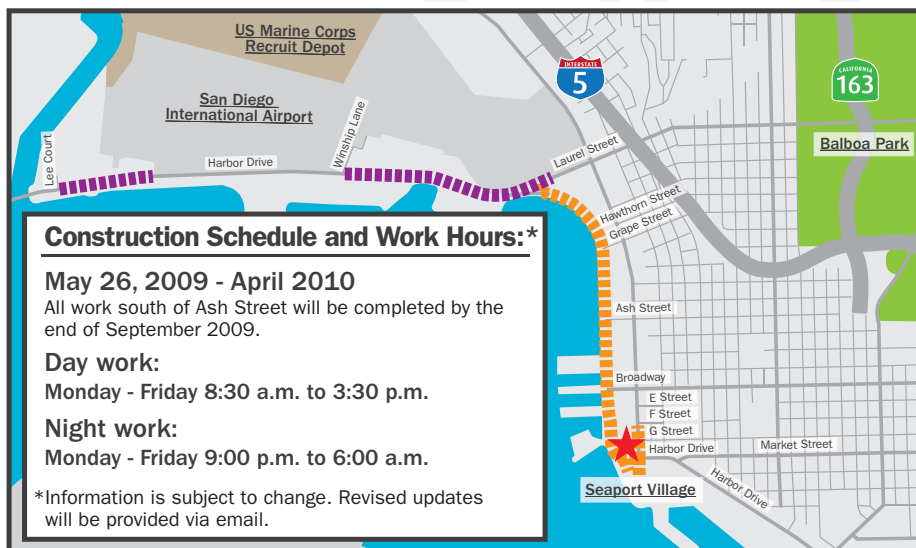 US Marine Corps
Recruit Depot
San Diego
International Airport
INTERSTATE
5
CALIFORNIA
163
Balboa Park
Lee Court
Harbor Drive
Winship Lane
Laurel Street
Hawthorn Street
Grape Street
Ash Street
Broadway
E Street
F Street
G Street
Harbor Drive
Market Street
Harbor Drive
Seaport Village
Construction Schedule and Work Hours:*
May 26, 2009 - April 2010
All work south of Ash Street will be completed by the
end of September 2009.
Day work:
Monday - Friday 8:30 a.m. to 3:30 p.m.
Night work:
Monday - Friday 9:00 p.m. to 6:00 a.m.
*Information is subject to change. Revised updates
will be provided via email.